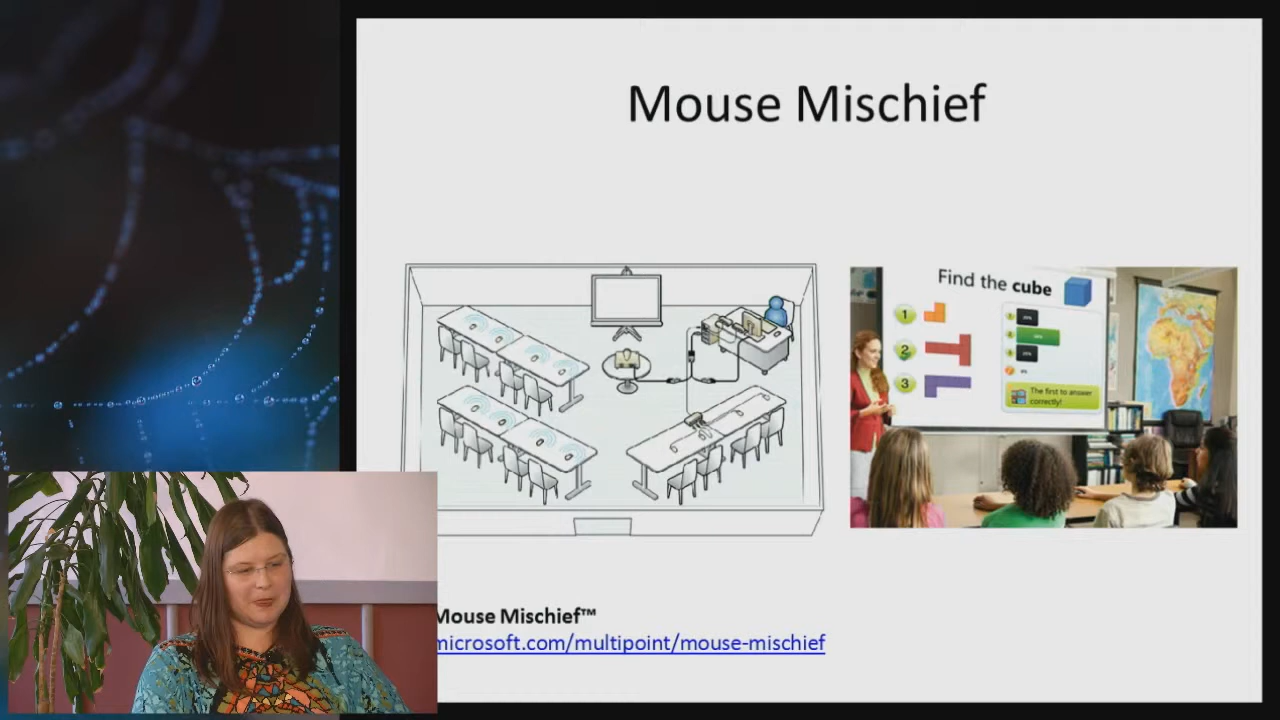 Mouse Mischief
Find the cube
1
2
3
The first to answer
correctly!
Mouse Mischief™
microsoft.com/multipoint/mouse-mischief